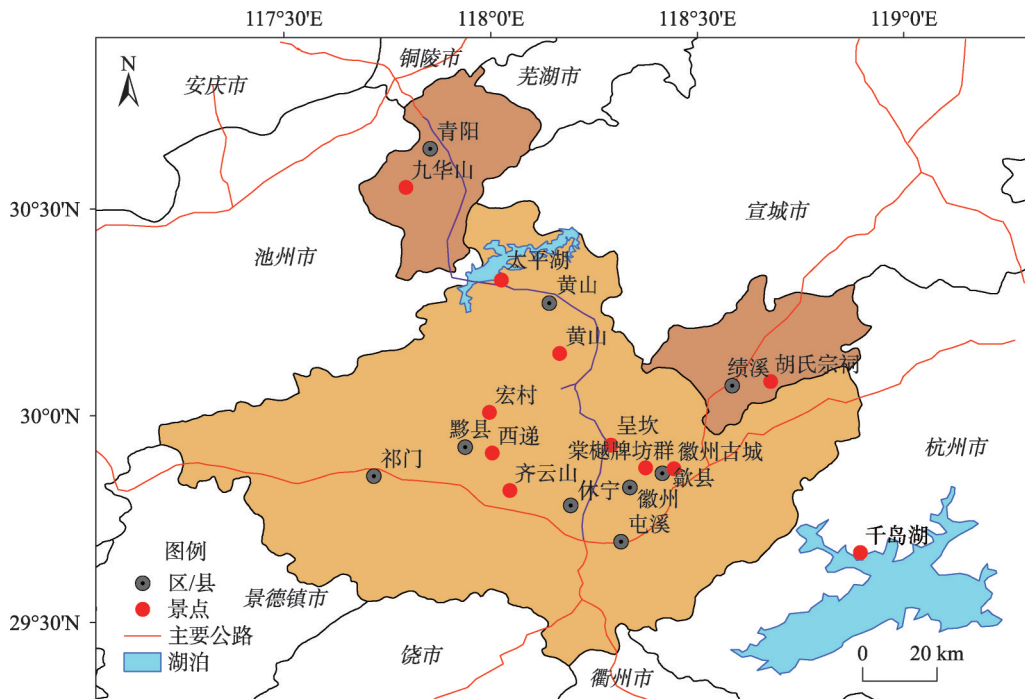 117°30′E
118°0′E
118°30′E
119°0′E
N
铜陵市
安庆市
芜湖市
青阳
九华山
30°30′N
宣城市
池州市
太平湖
黄山
黄山
绩溪
胡氏宗祠
宏村
30°0′N
呈坎
黟县
西递
棠樾牌坊群
徽州古城
杭州市
祁门
齐云山
歙县
休宁
徽州
屯溪
千岛湖
图例
区/县
景点
主要公路
湖泊
景德镇市
29°30′N
饶市
衢州市
0
20 km